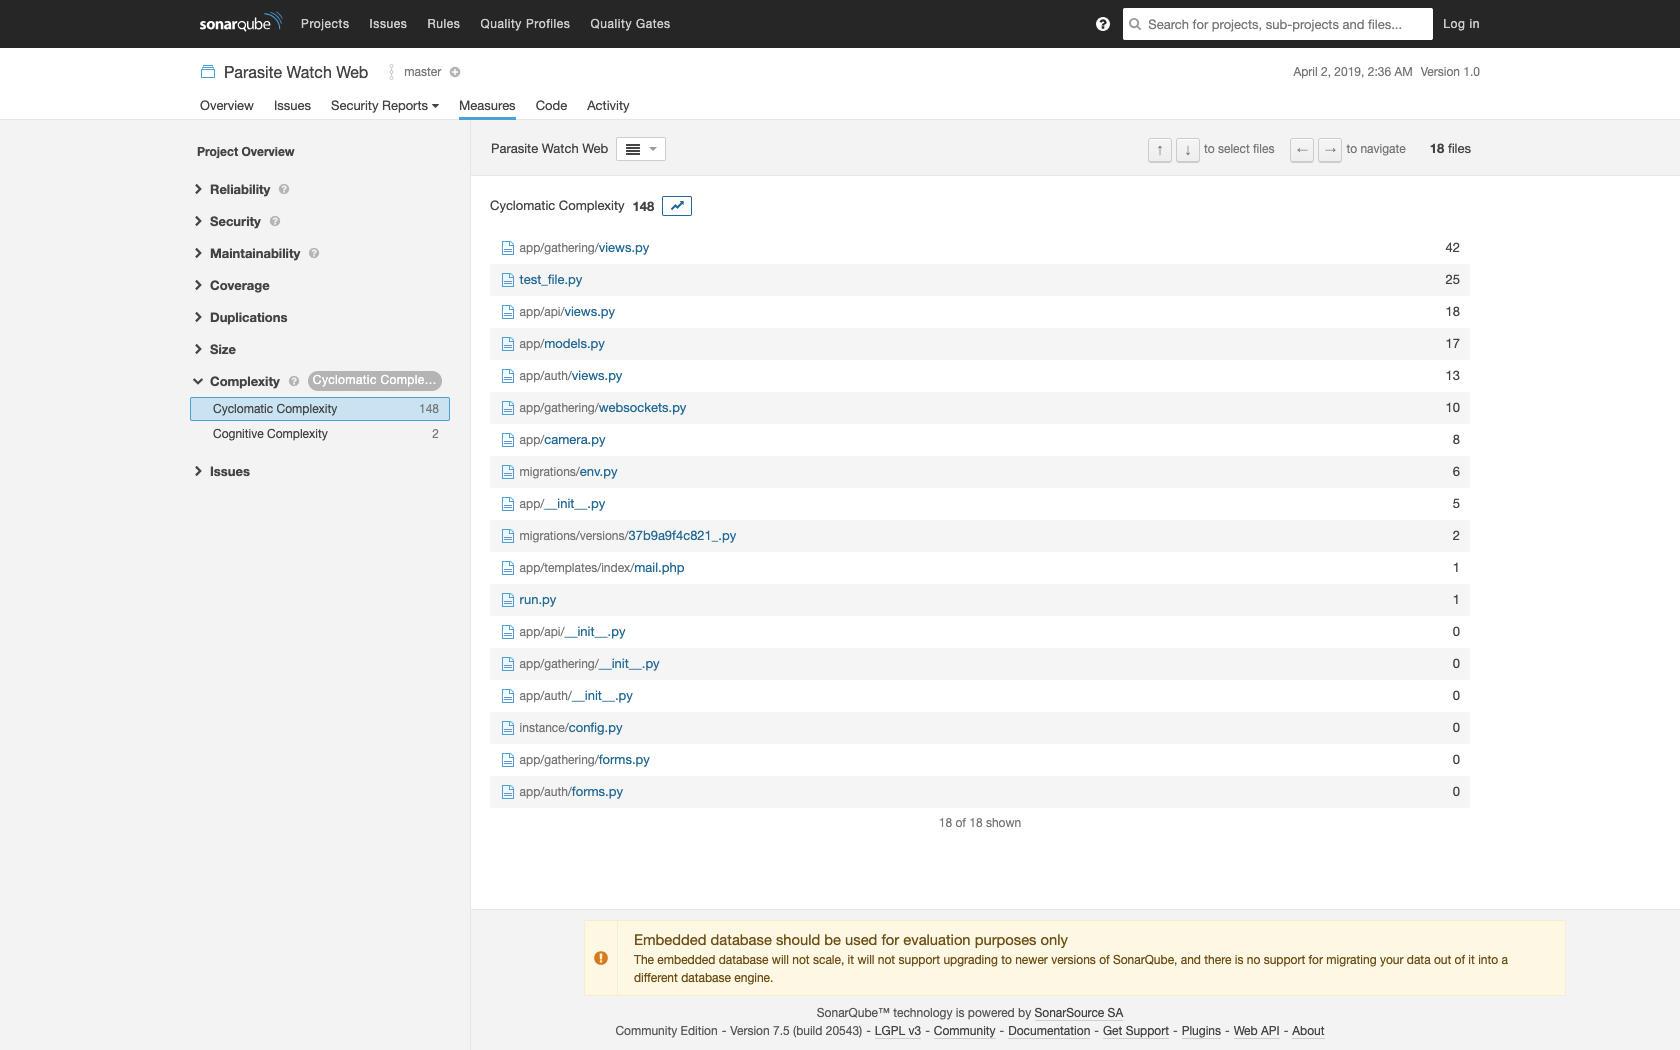 sonarqube Projects Issues Rules Quality Profiles Quality Gates ? Search for projects, sub-projects and files... Log in
Parasite Watch Web master April 2, 2019, 2:36 AM Version 1.0
Overview Issues Security Reports Measures Code Activity
Project Overview
Reliability ?
Security ?
Maintainability ?
Coverage
Duplications
Size
Complexity ? Cyclomatic Comple...
Cyclomatic Complexity 148
Cognitive Complexity 2
Issues
Parasite Watch Web ↑ ↓ to select files ← → to navigate 18 files
Cyclomatic Complexity 148
app/gathering/views.py 42
test_file.py 25
app/api/views.py 18
app/models.py 17
app/auth/views.py 13
app/gathering/websockets.py 10
app/camera.py 8
migrations/env.py 6
app/__init__.py 5
migrations/versions/37b9a9f4c821_.py 2
app/templates/index/mail.php 1
run.py 1
app/api/__init__.py 0
app/gathering/__init__.py 0
app/auth/__init__.py 0
instance/config.py 0
app/gathering/forms.py 0
app/auth/forms.py 0
18 of 18 shown
Embedded database should be used for evaluation purposes only
The embedded database will not scale, it will not support upgrading to newer versions of SonarQube, and there is no support for migrating your data out of it into a
different database engine.
SonarQube™ technology is powered by SonarSource SA
Community Edition - Version 7.5 (build 20543) - LGPL v3 - Community - Documentation - Get Support - Plugins - Web API - About